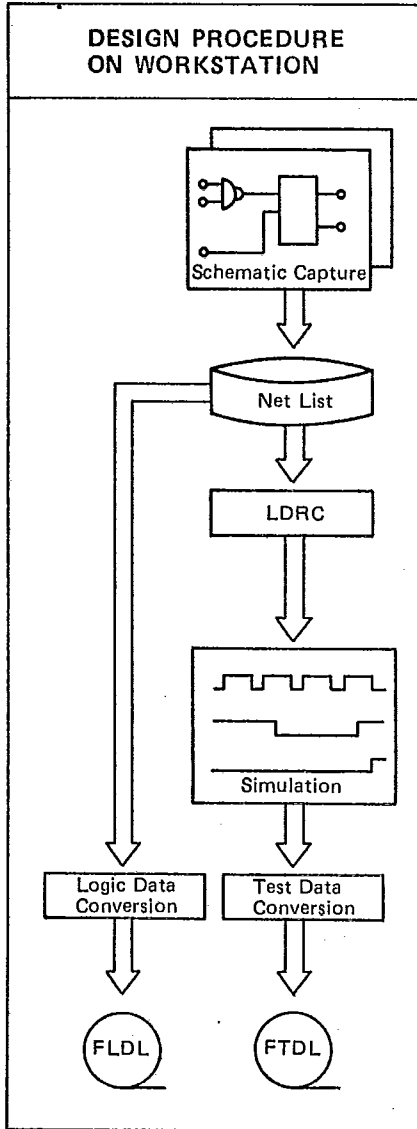 DESIGN PROCEDURE
ON WORKSTATION
Schematic Capture
Net List
LDRC
Simulation
Logic Data
Conversion
Test Data
Conversion
FLDL
FTDL